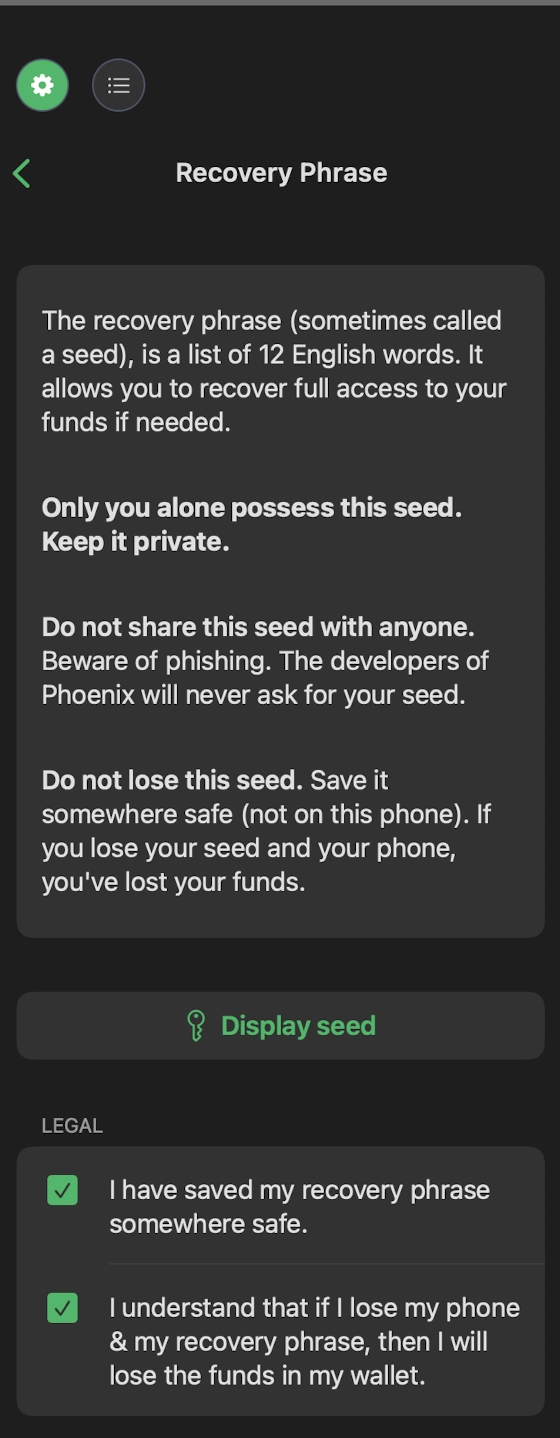 Recovery Phrase
The recovery phrase (sometimes called
a seed), is a list of 12 English words. It
allows you to recover full access to your
funds if needed.
Only you alone possess this seed.
Keep it private.
Do not share this seed with anyone.
Beware of phishing. The developers of
Phoenix will never ask for your seed.
Do not lose this seed. Save it
somewhere safe (not on this phone). If
you lose your seed and your phone,
you've lost your funds.
Display seed
LEGAL
I have saved my recovery phrase
somewhere safe.
I understand that if I lose my phone
& my recovery phrase, then I will
lose the funds in my wallet.